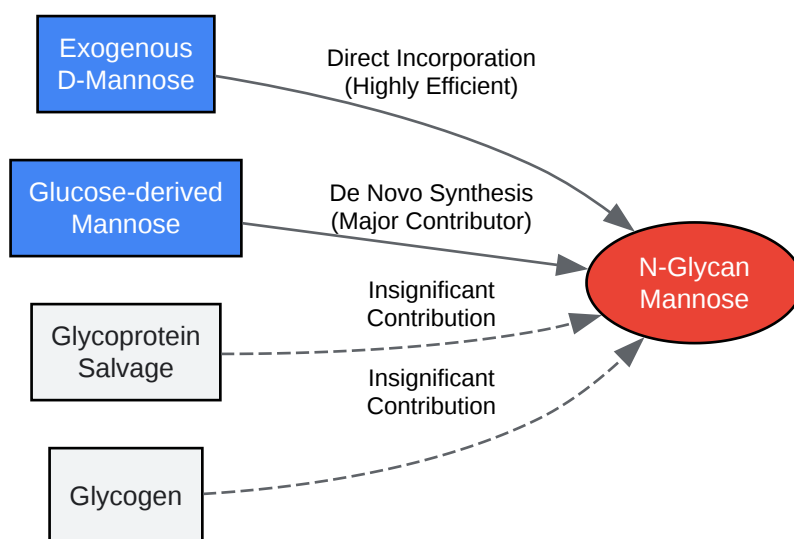 Exogenous
D-Mannose
Direct Incorporation
(Highly Efficient)
Glucose-derived
Mannose
De Novo Synthesis
(Major Contributor)
N-Glycan
Mannose
Glycoprotein
Salvage
Insignificant
Contribution
Insignificant
Contribution
Glycogen